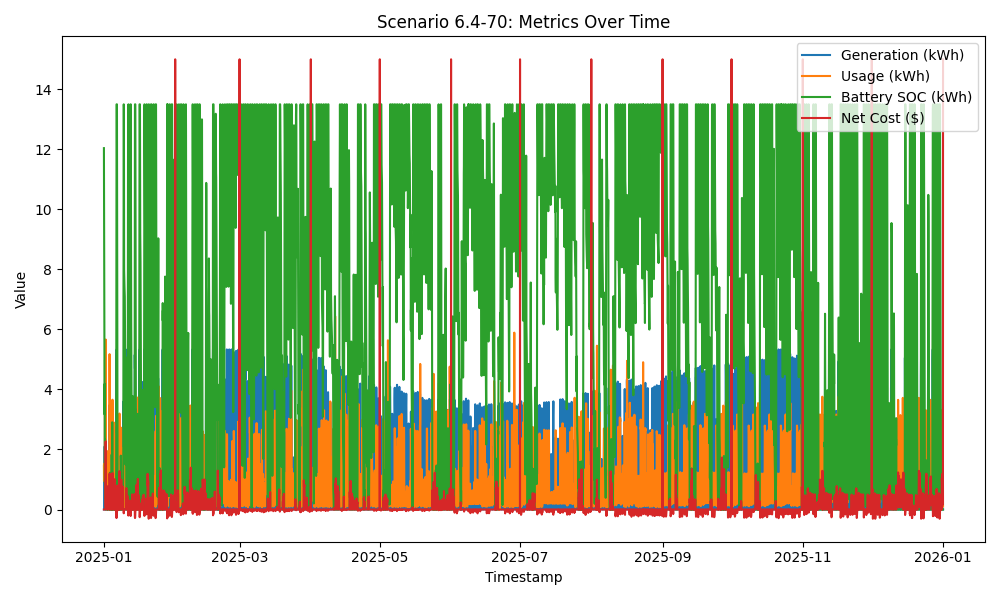 Scenario 6.4-70: Metrics Over Time
Generation (kWh)
Usage (kWh)
Battery SOC (kWh)
Net Cost ($)
Value
14
12
10
8
6
4
2
0
2025-01
2025-03
2025-05
2025-07
2025-09
2025-11
2026-01
Timestamp